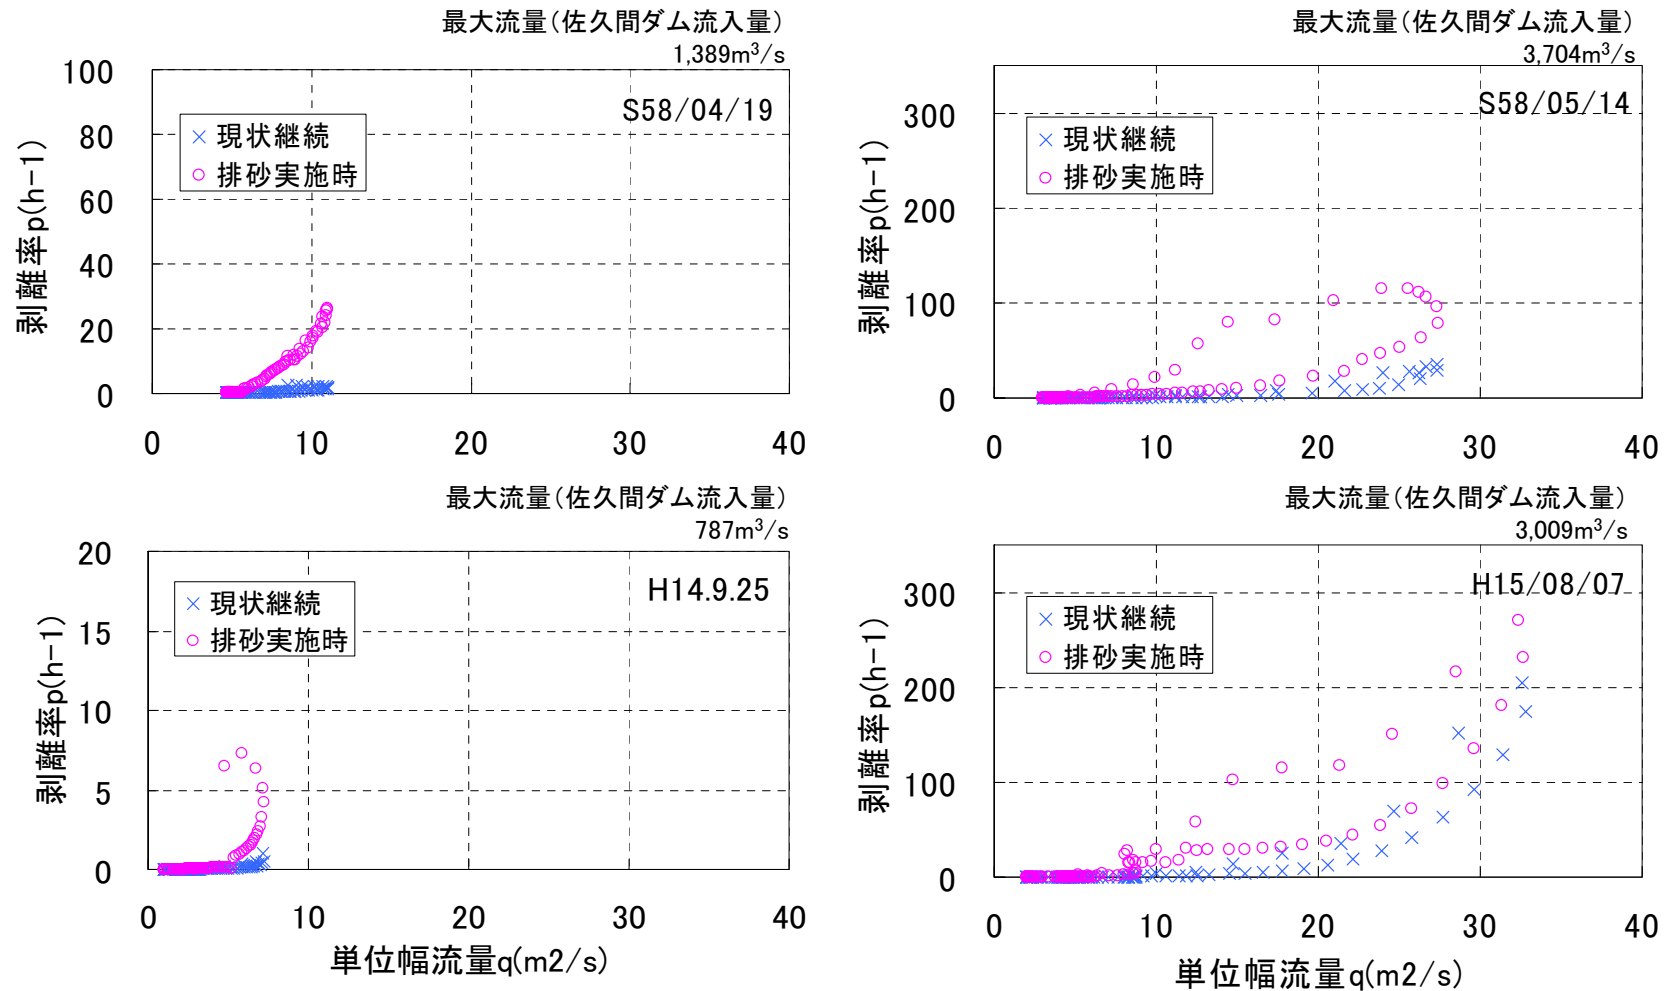 最大流量(佐久間ダム流入量)
1,389m³/s
S58/04/19
× 現状継続
○ 排砂実施時
剥離率p(h-1)
100
80
60
40
20
0
0 10 20 30 40
最大流量(佐久間ダム流入量)
3,704m³/s
S58/05/14
× 現状継続
○ 排砂実施時
剥離率p(h-1)
300
200
100
0
0 10 20 30 40
最大流量(佐久間ダム流入量)
787m³/s
H14.9.25
× 現状継続
○ 排砂実施時
剥離率p(h-1)
20
15
10
5
0
0 10 20 30 40
単位幅流量q(m2/s)
最大流量(佐久間ダム流入量)
3,009m³/s
H15/08/07
× 現状継続
○ 排砂実施時
剥離率p(h-1)
300
200
100
0
0 10 20 30 40
単位幅流量q(m2/s)